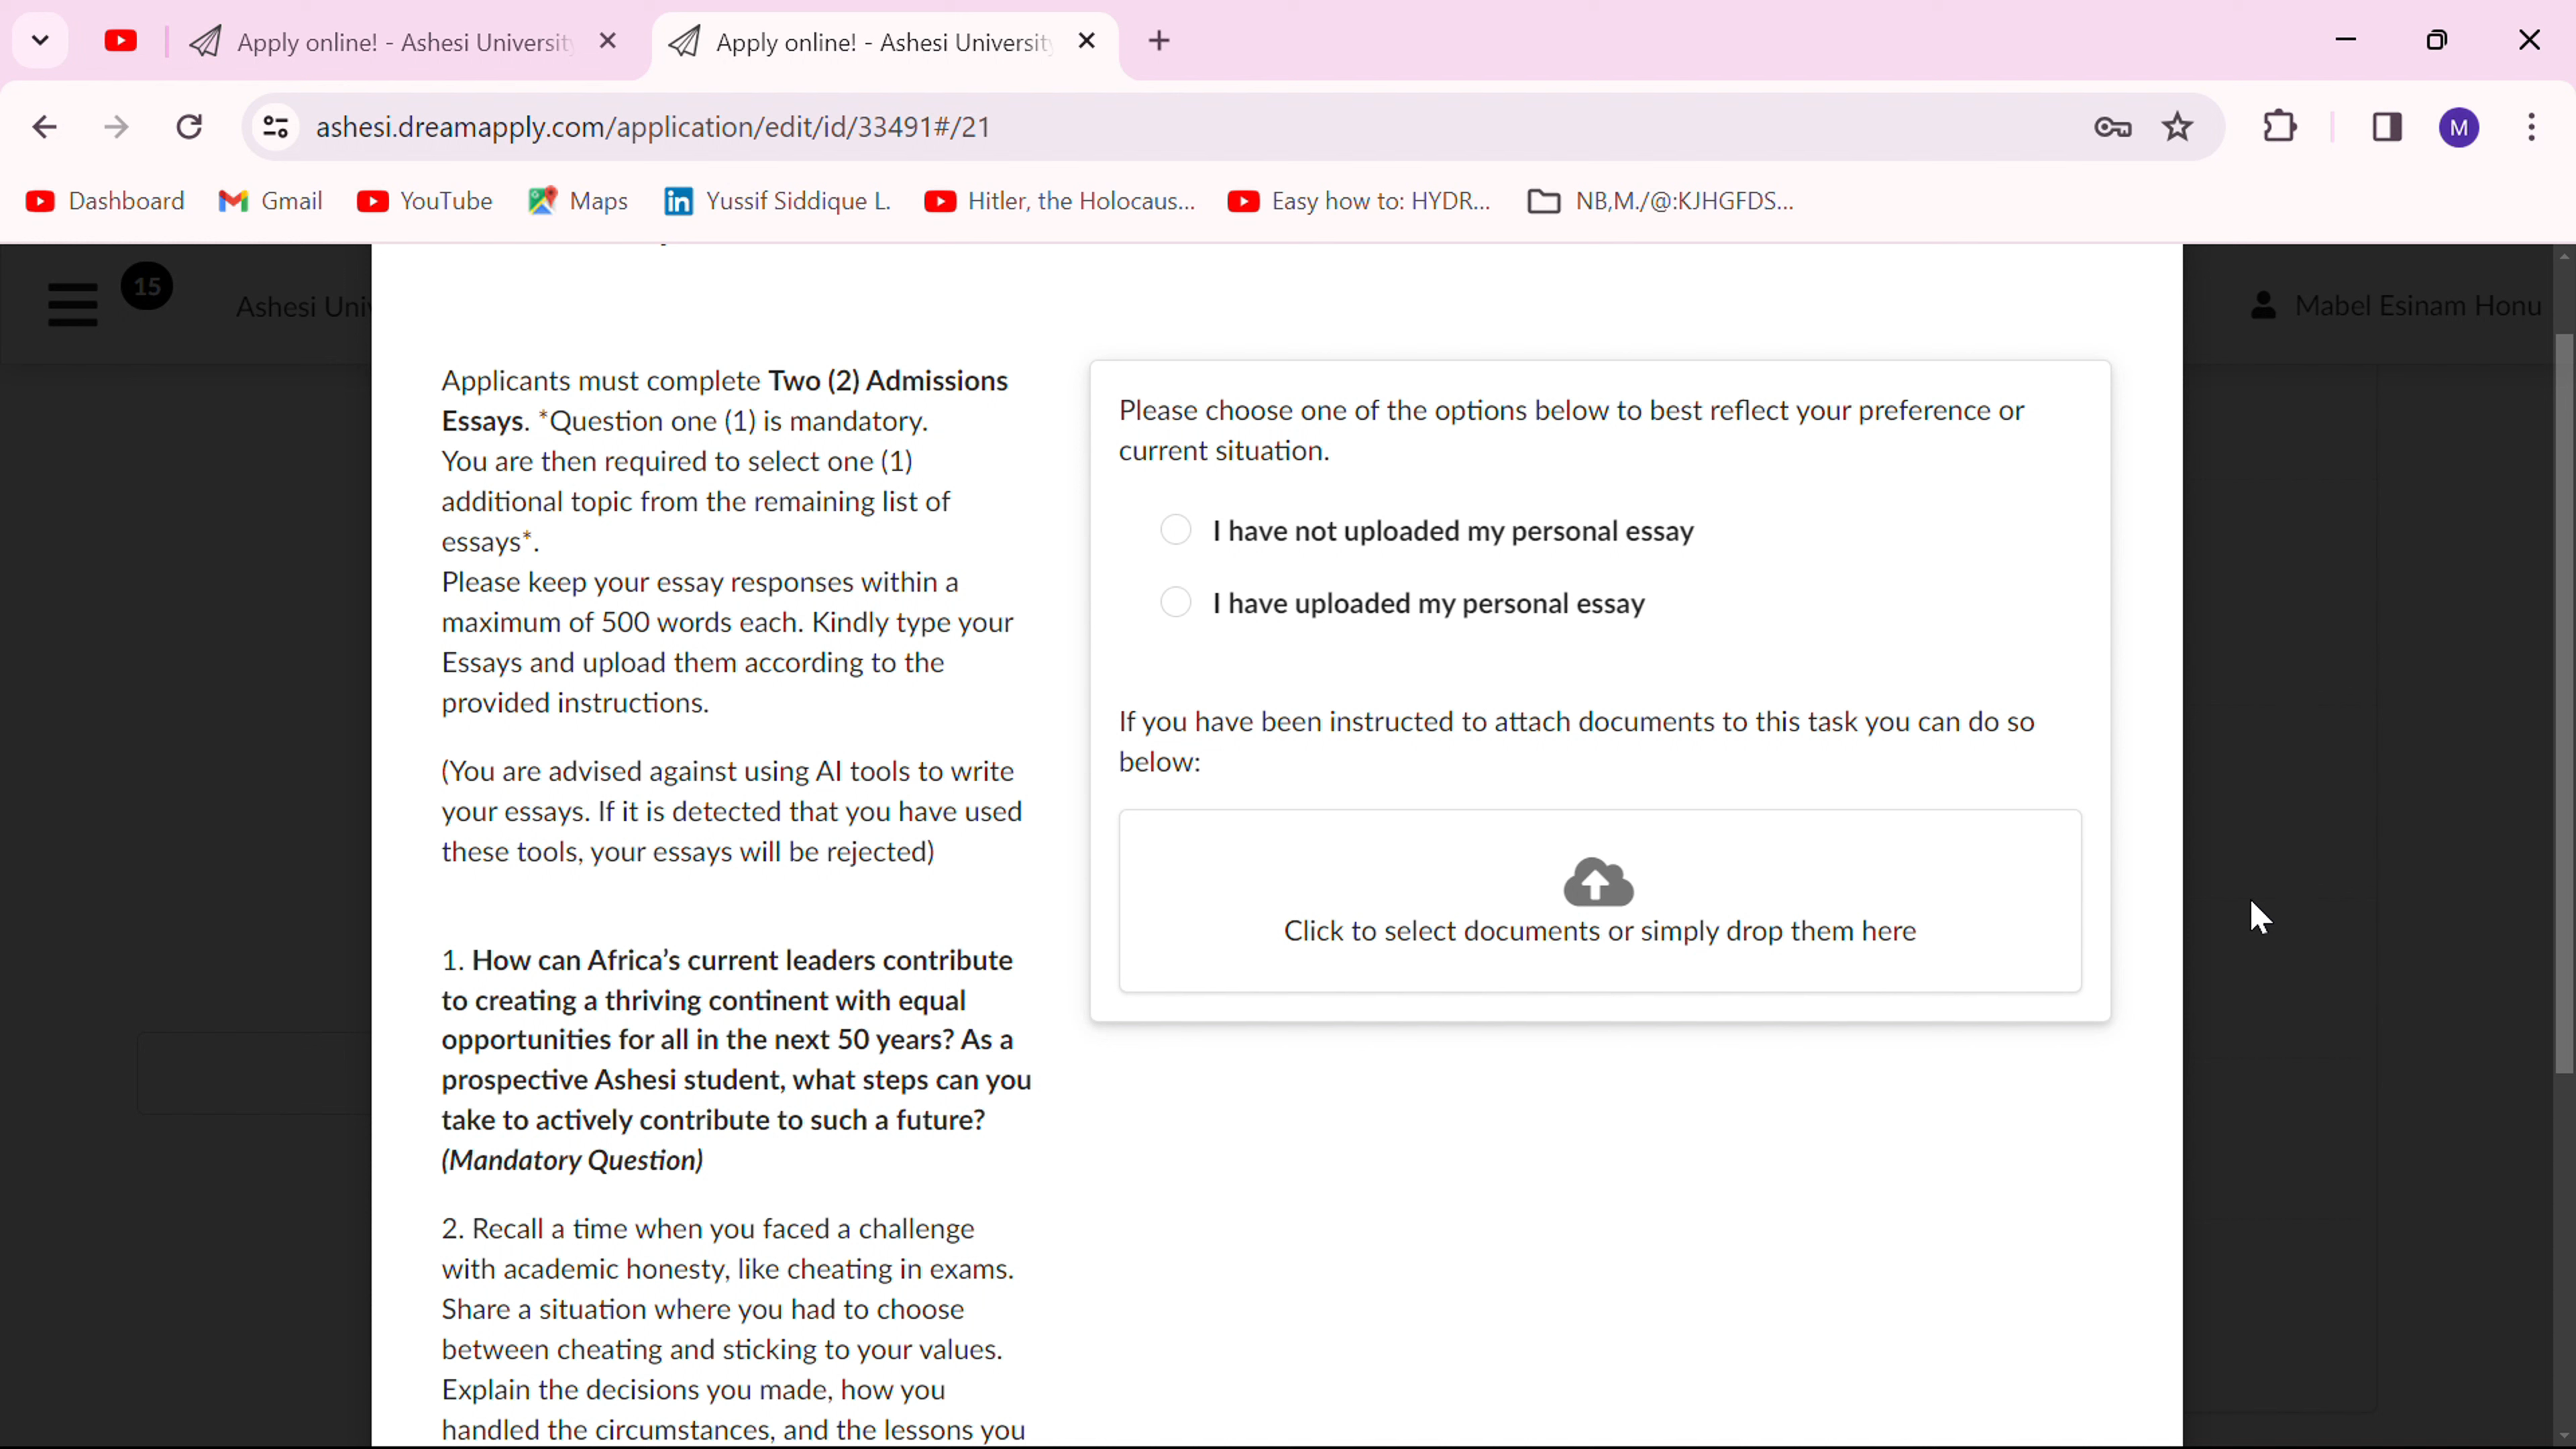 Apply online! - Ashesi University
Apply online! - Ashesi University
ashesi.dreamapply.com/application/edit/id/33491#/21
M
Dashboard
Gmail
YouTube
Maps
Yussif Siddique L.
Hitler, the Holocaus...
Easy how to: HYDR...
NB,M./@:KJHGFDS...
15
Ashesi Uni
Mabel Esinam Honu
Applicants must complete Two (2) Admissions
Essays. *Question one (1) is mandatory.
You are then required to select one (1)
additional topic from the remaining list of
essays*.
Please keep your essay responses within a
maximum of 500 words each. Kindly type your
Essays and upload them according to the
provided instructions.
(You are advised against using AI tools to write
your essays. If it is detected that you have used
these tools, your essays will be rejected)
1. How can Africa's current leaders contribute
to creating a thriving continent with equal
opportunities for all in the next 50 years? As a
prospective Ashesi student, what steps can you
take to actively contribute to such a future?
(Mandatory Question)
2. Recall a time when you faced a challenge
with academic honesty, like cheating in exams.
Share a situation where you had to choose
between cheating and sticking to your values.
Explain the decisions you made, how you
handled the circumstances, and the lessons you
Please choose one of the options below to best reflect your preference or
current situation.
I have not uploaded my personal essay
I have uploaded my personal essay
If you have been instructed to attach documents to this task you can do so
below:
Click to select documents or simply drop them here